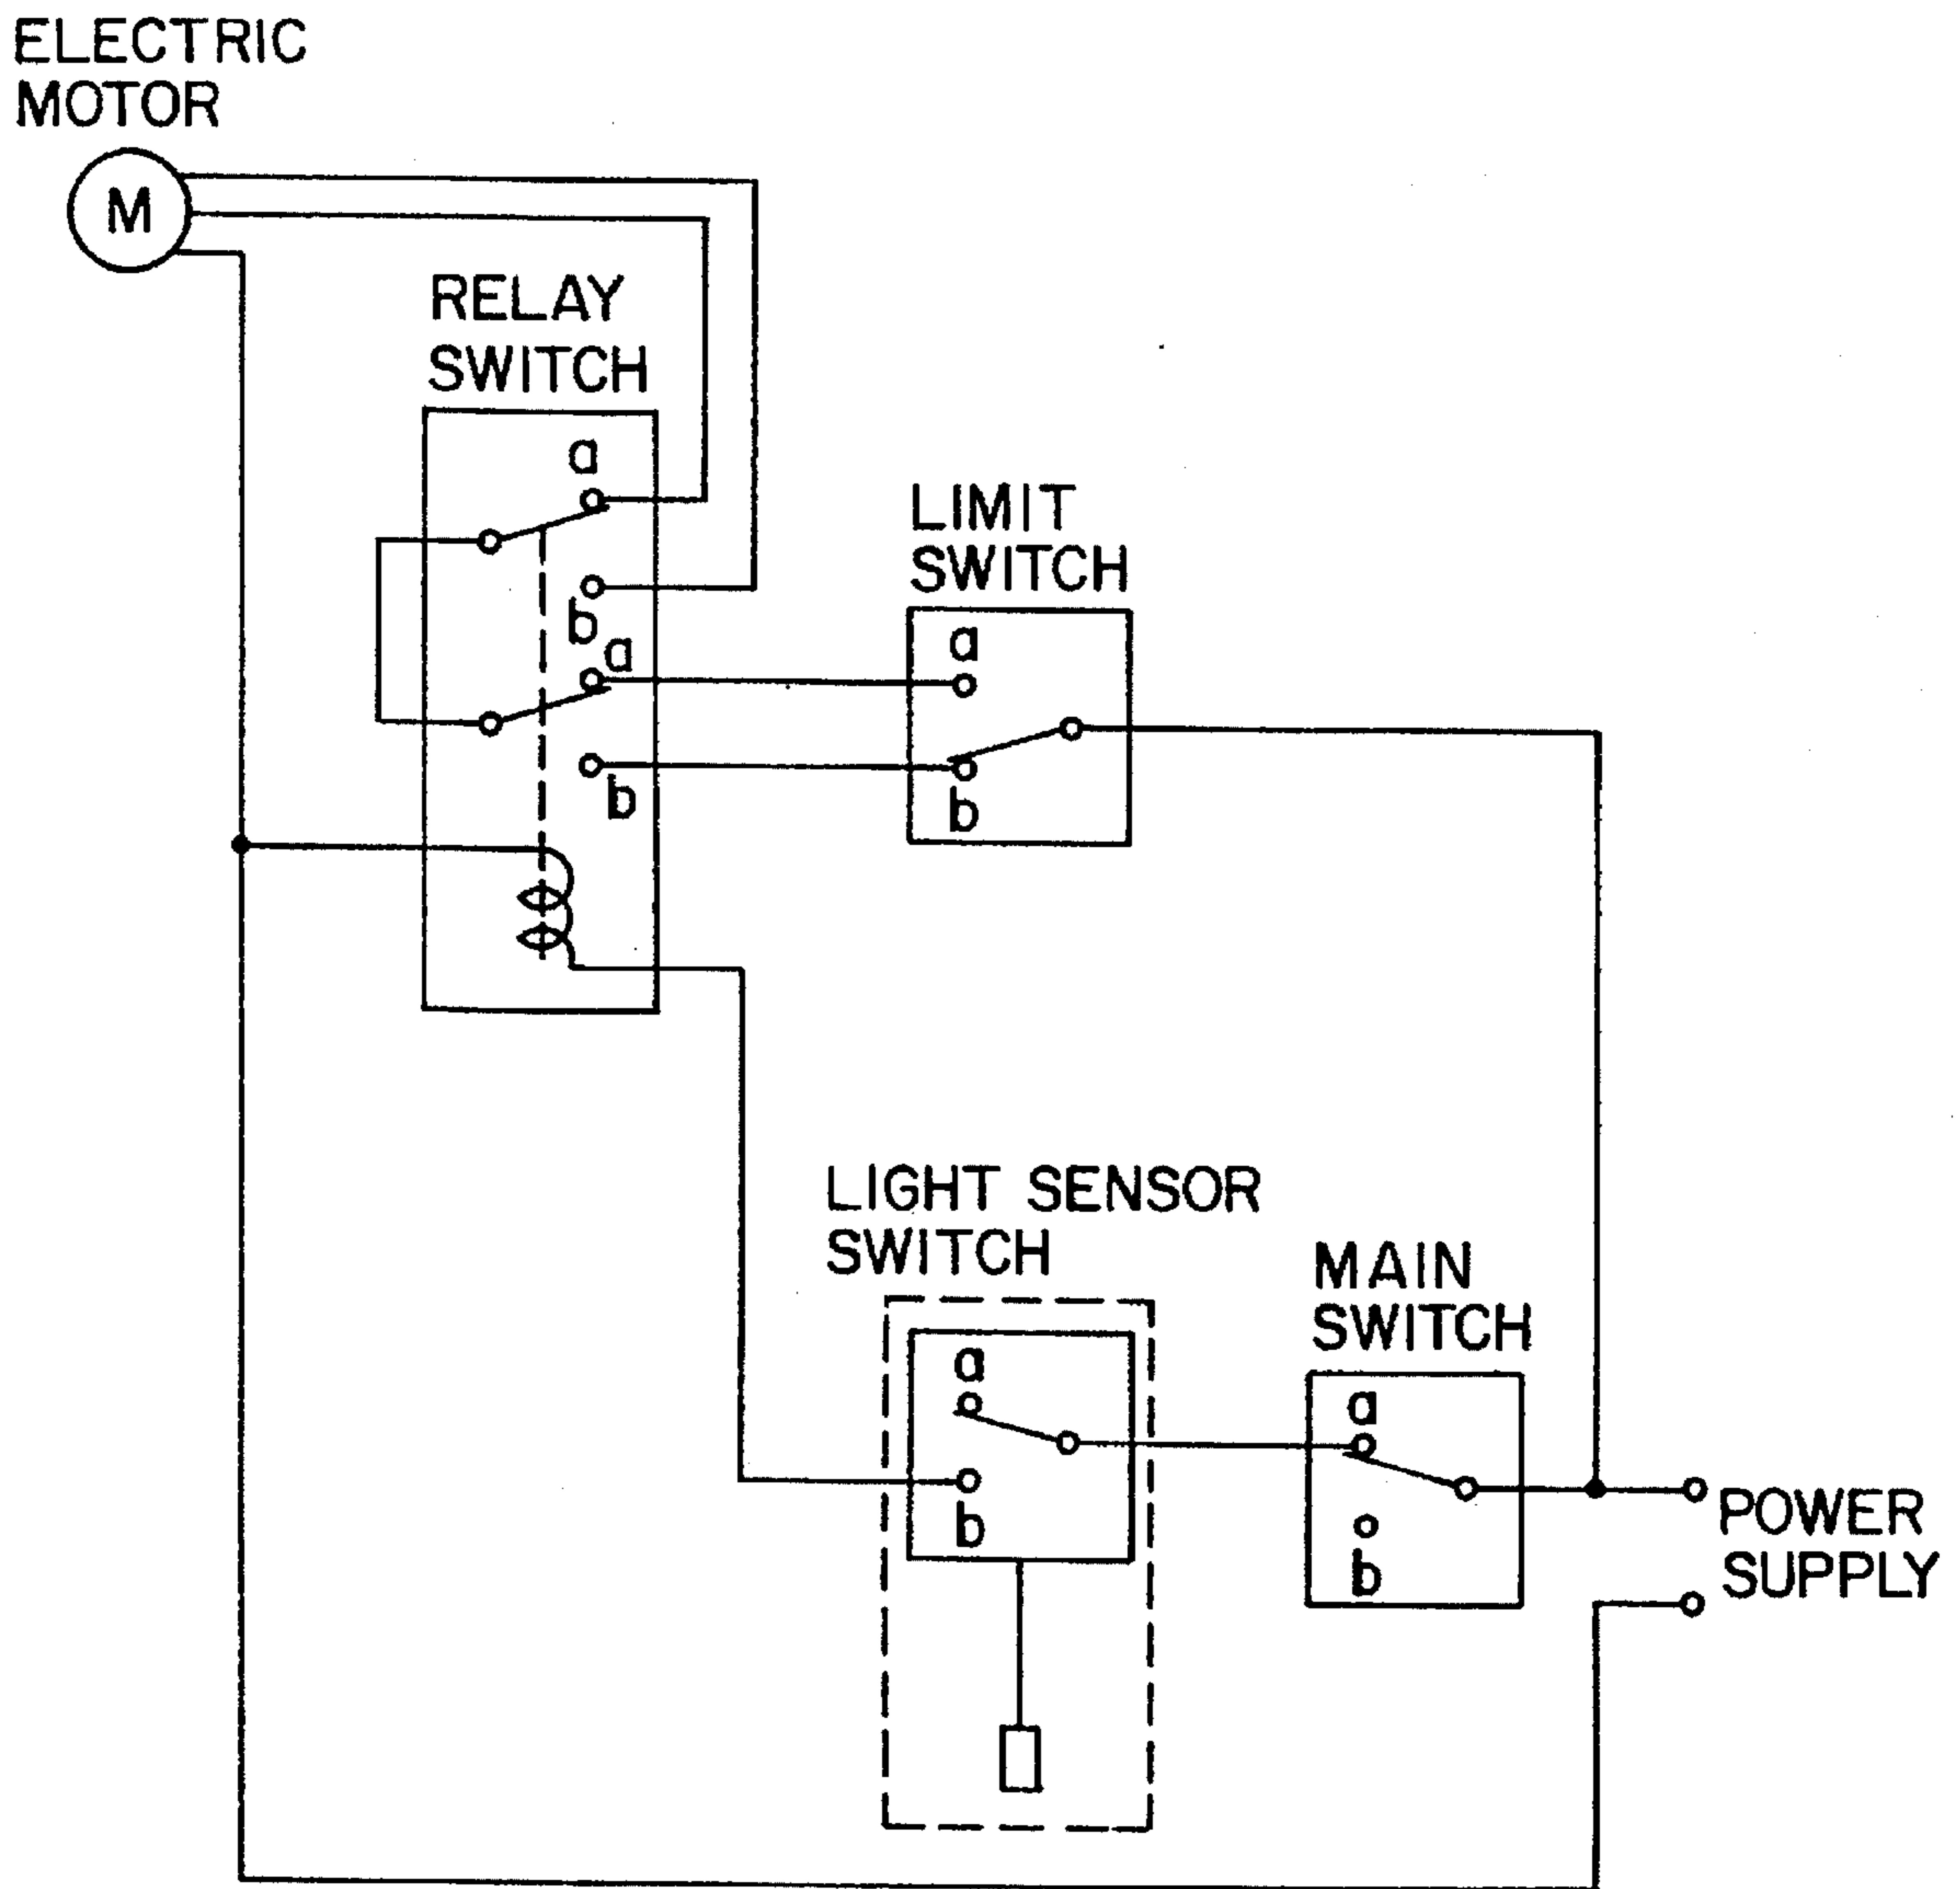 ELECTRIC
MOTOR
M
RELAY
SWITCH
a
b
a
b
LIMIT
SWITCH
a
b
LIGHT SENSOR
SWITCH
a
b
MAIN
SWITCH
a
b
POWER
SUPPLY